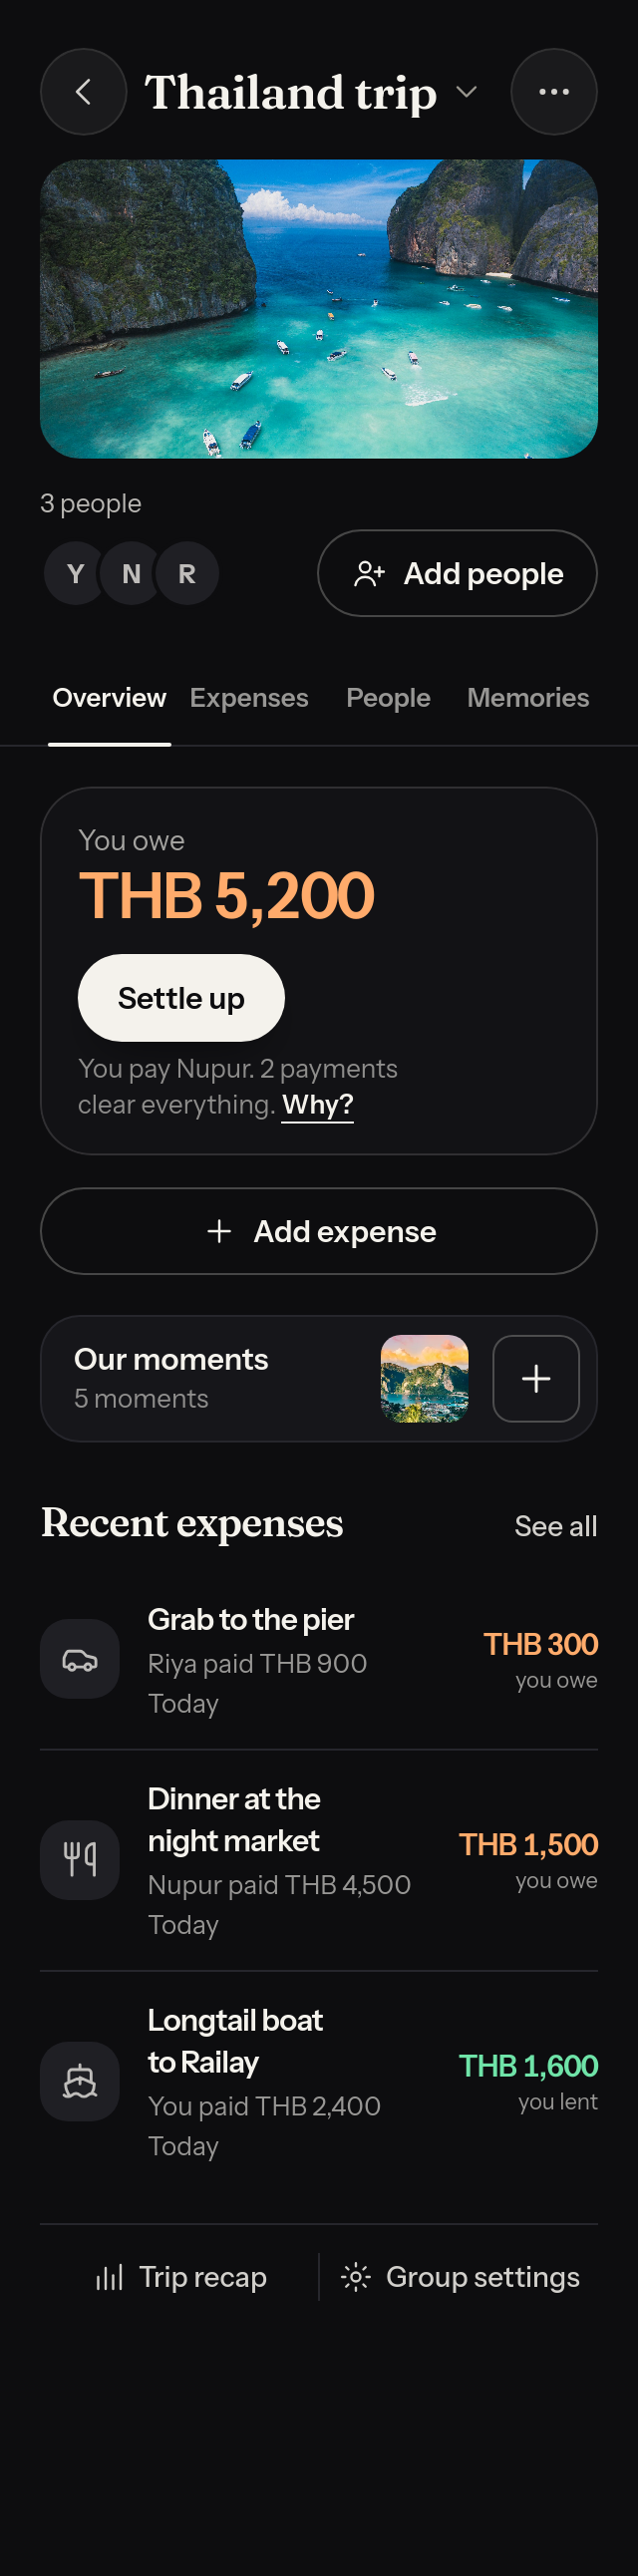 Thailand trip
3 people
Y N R
Add people
Overview Expenses People Memories
You owe
THB 5,200
Settle up
You pay Nupur. 2 payments
clear everything. Why?
Add expense
Our moments
5 moments
Recent expenses
See all
Grab to the pier
Riya paid THB 900
Today
THB 300
you owe
Dinner at the
night market
Nupur paid THB 4,500
Today
THB 1,500
you owe
Longtail boat
to Railay
You paid THB 2,400
Today
THB 1,600
you lent
Trip recap
Group settings